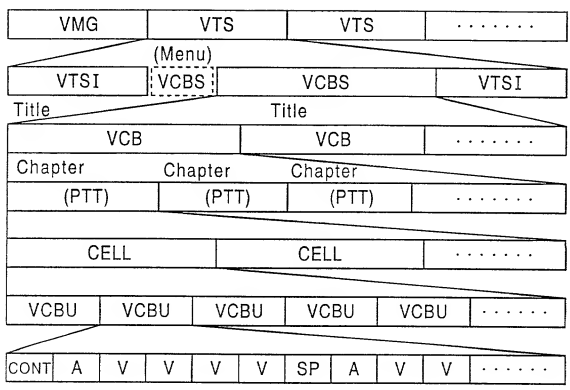 VMG VTS VTS .......
(Menu)
VTSI VCBS VCBS VTSI
Title Title
VCB VCB .......
Chapter Chapter Chapter
(PTT) (PTT) (PTT) .......
CELL CELL .......
VCBU VCBU VCBU VCBU VCBU ......
CONT A V V V V SP A V V ......